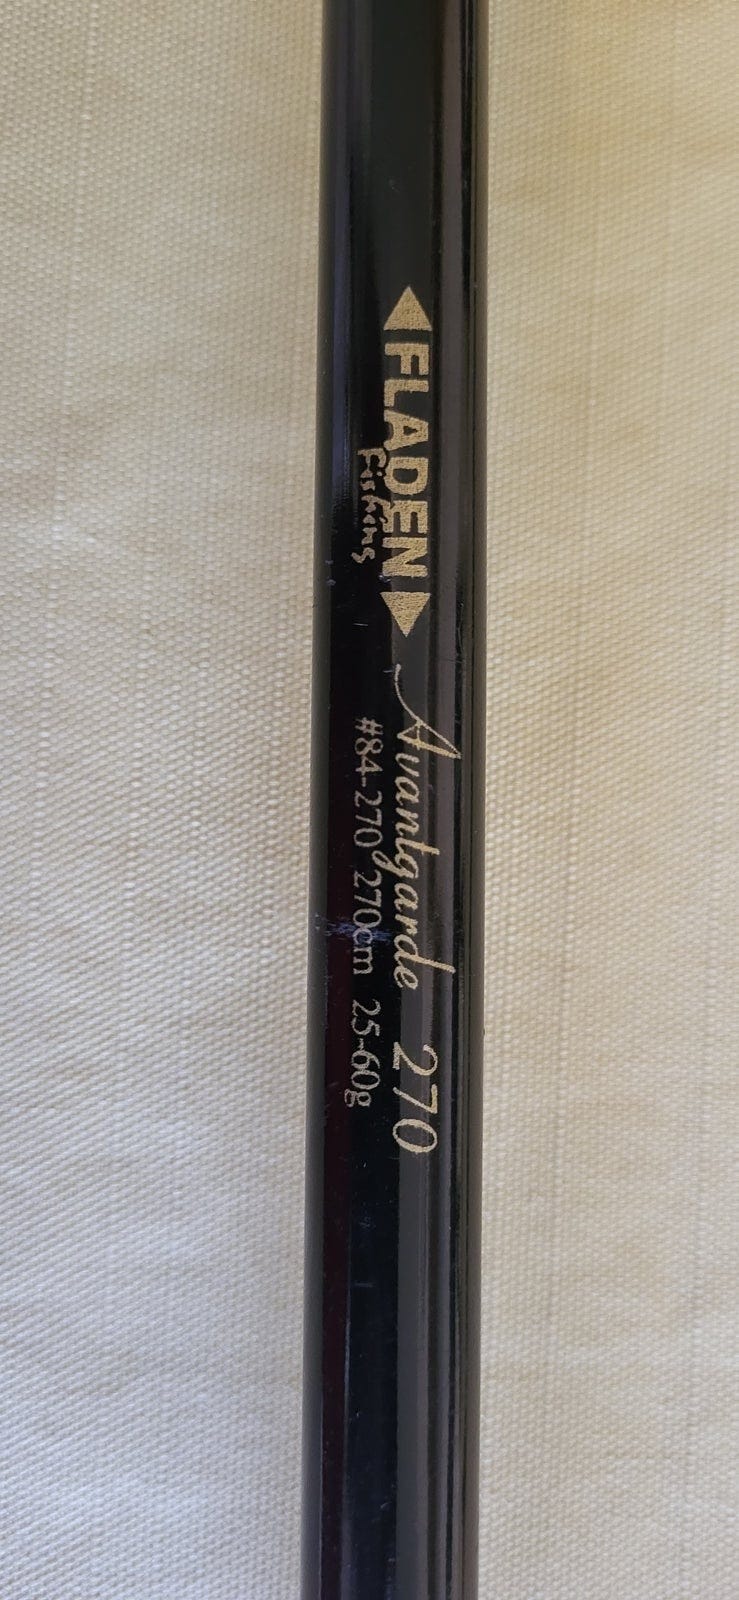 FLADEN
Fishing
Avantgarde 270
#84-270 270cm 25-60g